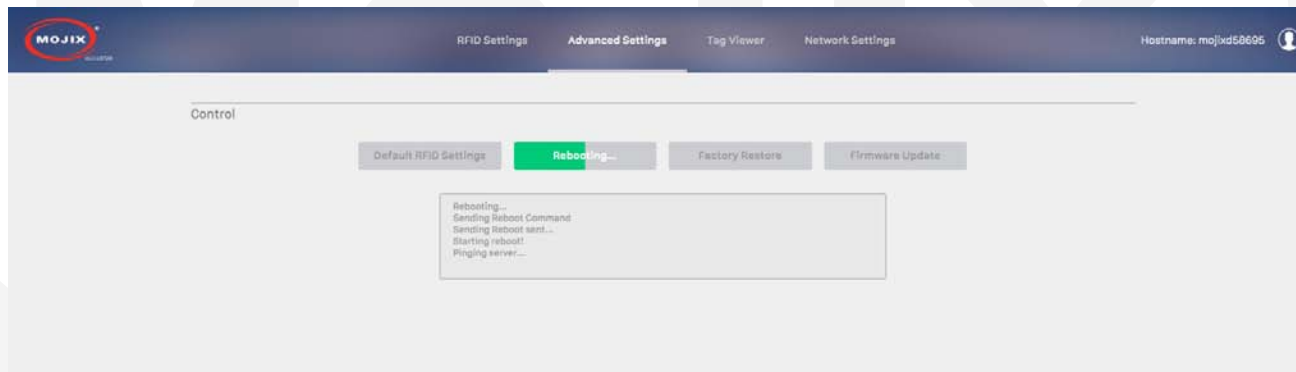 MOJIX
RFID Settings
Advanced Settings
Tag Viewer
Network Settings
Hostname: mojixd58695
Control
Default RFID Settings
Rebooting...
Factory Restore
Firmware Update
Rebooting...
Sending Reboot Command
Sending Reboot sent...
Starting reboot!
Pinging server...